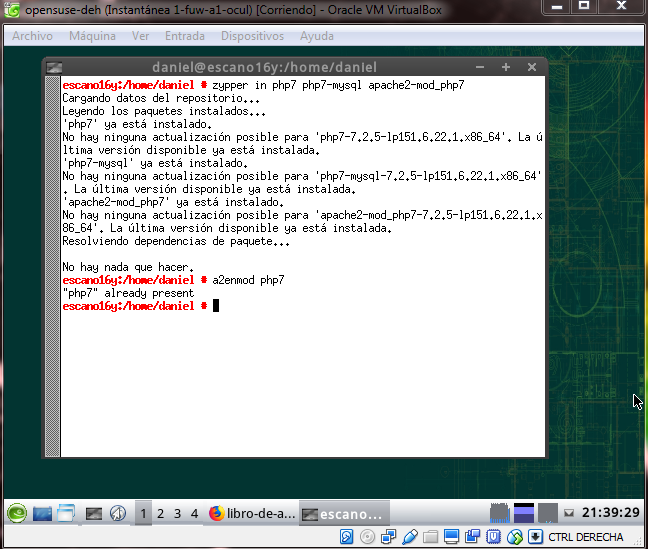 opensuse-deh (Instantánea 1-fuw-a1-ocul) [Corriendo] - Oracle VM VirtualBox
Archivo Máquina Ver Entrada Dispositivos Ayuda
daniel@escano16y:/home/daniel
escano16y:/home/daniel # zypper in php7 php7-mysql apache2-mod_php7
Cargando datos del repositorio...
Leyendo los paquetes instalados...
'php7' ya está instalado.
No hay ninguna actualización posible para 'php7-7.2.5-lp151.6.22.1.x86_64'. La ú
ltima versión disponible ya está instalada.
'php7-mysql' ya está instalado.
No hay ninguna actualización posible para 'php7-mysql-7.2.5-lp151.6.22.1.x86_64'
. La última versión disponible ya está instalada.
'apache2-mod_php7' ya está instalado.
No hay ninguna actualización posible para 'apache2-mod_php7-7.2.5-lp151.6.22.1.x
86_64'. La última versión disponible ya está instalada.
Resolviendo dependencias de paquete...
No hay nada que hacer.
escano16y:/home/daniel # a2enmod php7
"php7" already present
escano16y:/home/daniel #
1 2 3 4 libro-de-a... escano... 21:39:29
CTRL DERECHA